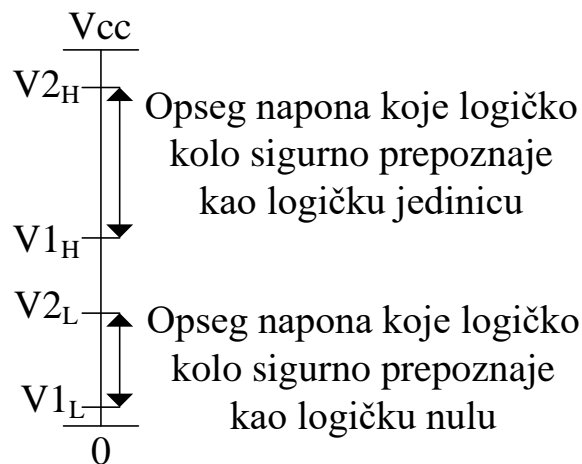 Vcc
V2H
Opseg napona koje logičko
kolo sigurno prepoznaje
kao logičku jedinicu
V1H
V2L
Opseg napona koje logičko
kolo sigurno prepoznaje
kao logičku nulu
V1L
0